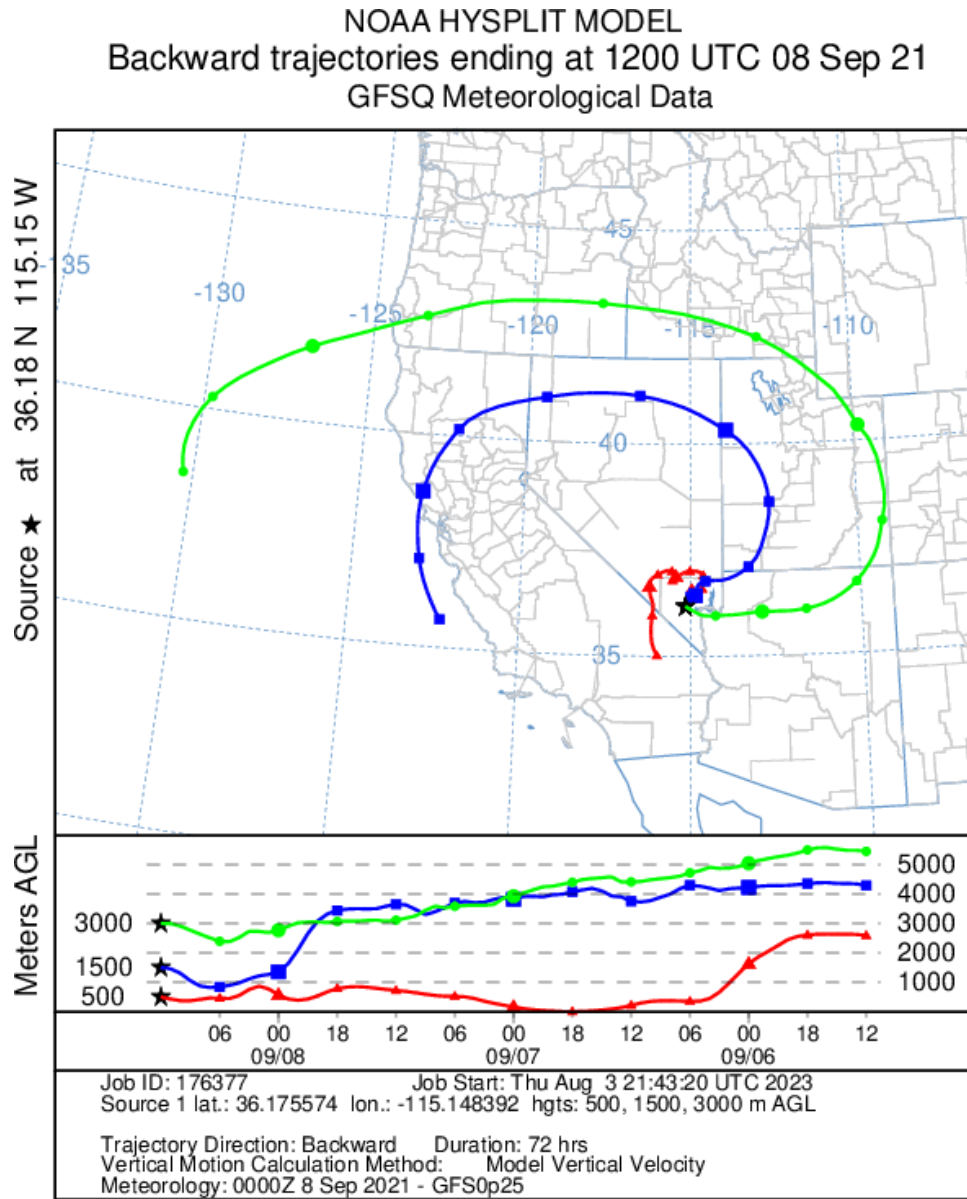 NOAA HYSPLIT MODEL
Backward trajectories ending at 1200 UTC 08 Sep 21
GFSQ Meteorological Data
Source ★ at 36.18 N 115.15 W
-135
-130
-125
-120
-115
-110
45
40
35
Meters AGL
3000
1500
500
5000
4000
3000
2000
1000
06 00 18 12 06 00 18 12 06 00 18 12
09/08 09/07 09/06
Job ID: 176377 Job Start: Thu Aug 3 21:43:20 UTC 2023
Source 1 lat.: 36.175574 lon.: -115.148392 hgts: 500, 1500, 3000 m AGL
Trajectory Direction: Backward Duration: 72 hrs
Vertical Motion Calculation Method: Model Vertical Velocity
Meteorology: 0000Z 8 Sep 2021 - GFS0p25